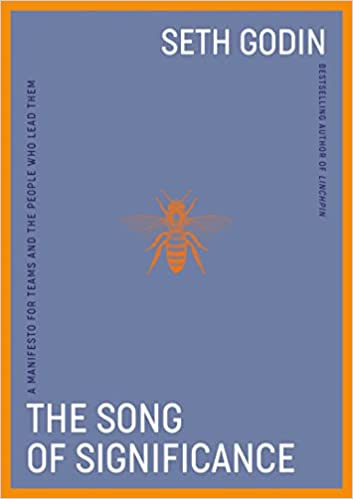 SETH GODIN
BESTSELLING AUTHOR OF LINCHPIN
A MANIFESTO FOR TEAMS AND THE PEOPLE WHO LEAD THEM
THE SONG
OF SIGNIFICANCE